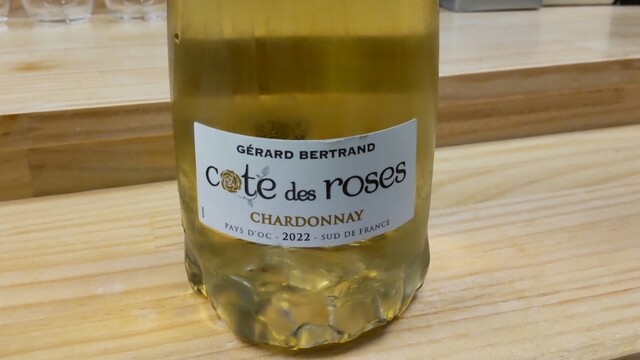 GÉRARD BERTRAND
cote des roses
CHARDONNAY
PAYS D'OC - 2022 - SUD DE FRANCE